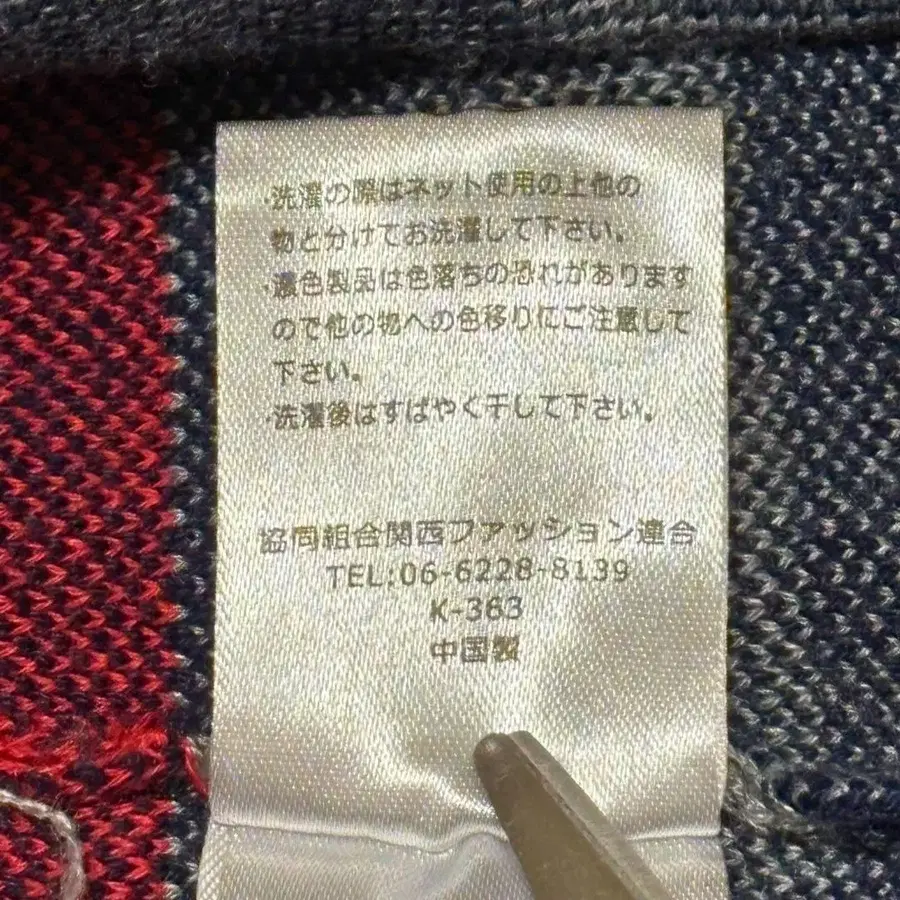 ·洗濯の際はネット使用の上他の
物と分けてお洗濯して下さい。
·濃色製品は色落ちの恐れがあります
ので他の物への色移りにご注意して
下さい。
·洗濯後はすばやく干して下さい。
協同組合関西ファッション連合
TEL:06-6228-8139
K-363
中国製